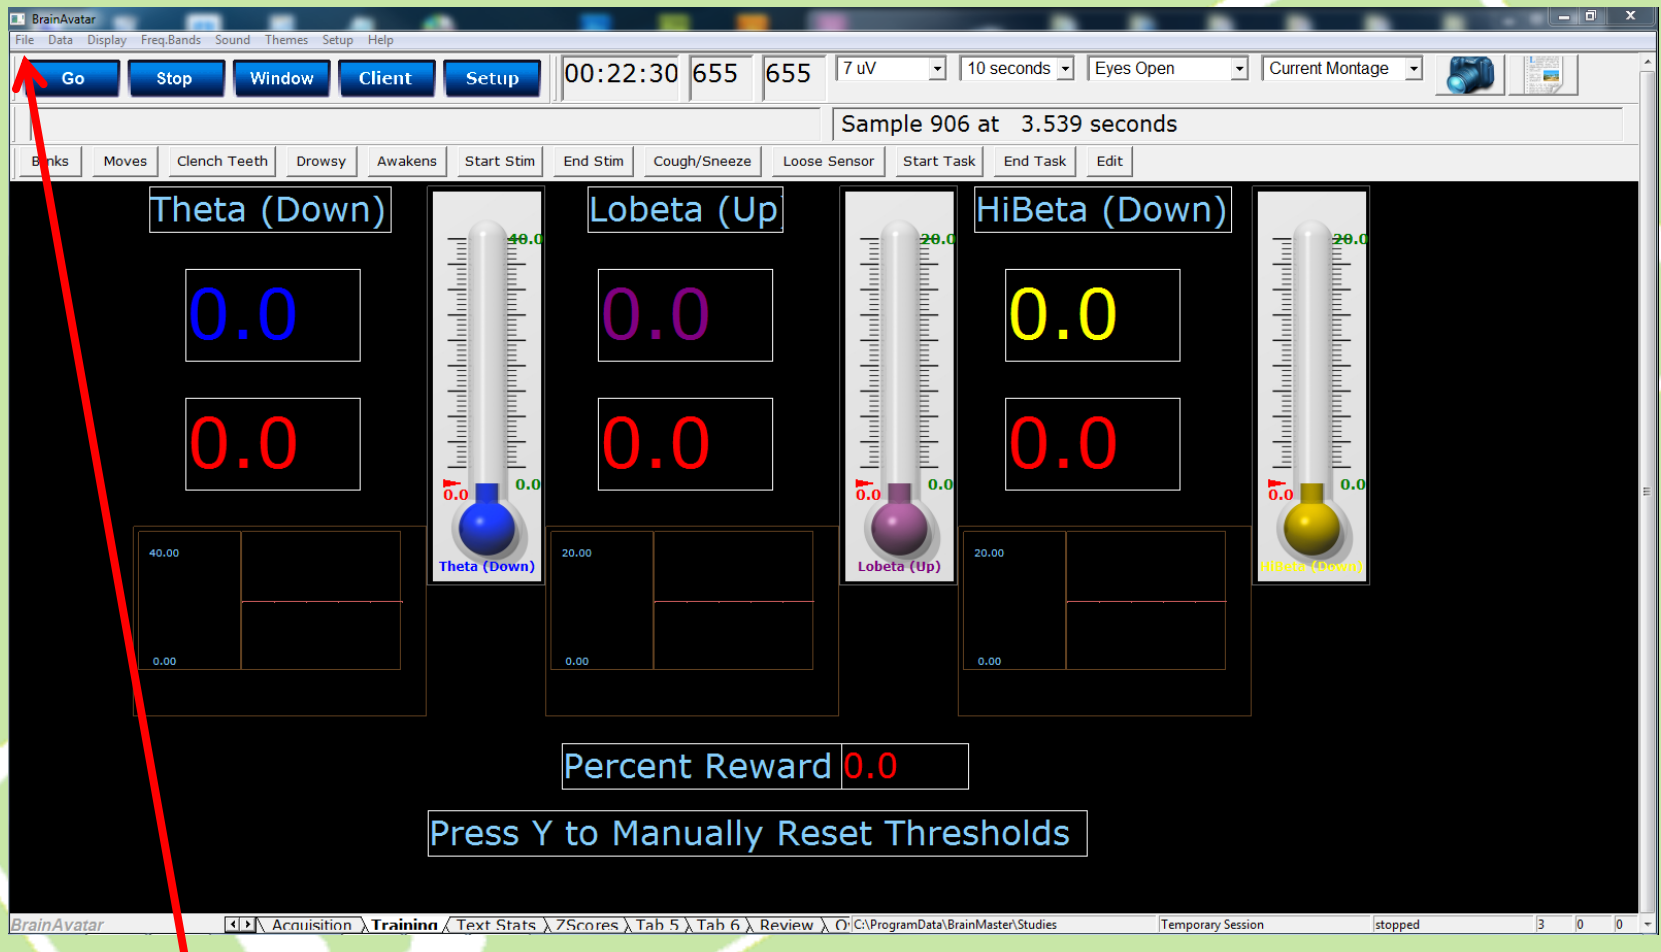 BrainAvatar
File Data Display Freq.Bands Sound Themes Setup Help
Go Stop Window Client Setup 00:22:30 655 655 7 uV 10 seconds Eyes Open Current Montage
Sample 906 at 3.539 seconds
Moves Clench Teeth Drowsy Awakens Start Stim End Stim Cough/Sneeze Loose Sensor Start Task End Task Edit
Theta (Down) Lobeta (Up) HiBeta (Down)
40.0 20.0 20.0
0.0 0.0 0.0
0.0 0.0 0.0
0.0 0.0 0.0 0.0 0.0 0.0
40.00 20.00 20.00
Theta (Down) Lobeta (Up) HiBeta (Down)
0.00 0.00 0.00
Percent Reward 0.0
Press Y to Manually Reset Thresholds
BrainAvatar Acquisition Training Text Stats ZScores Tab 5 Tab 6 Review O C:\ProgramData\BrainMaster\Studies Temporary Session stopped 3 0 0